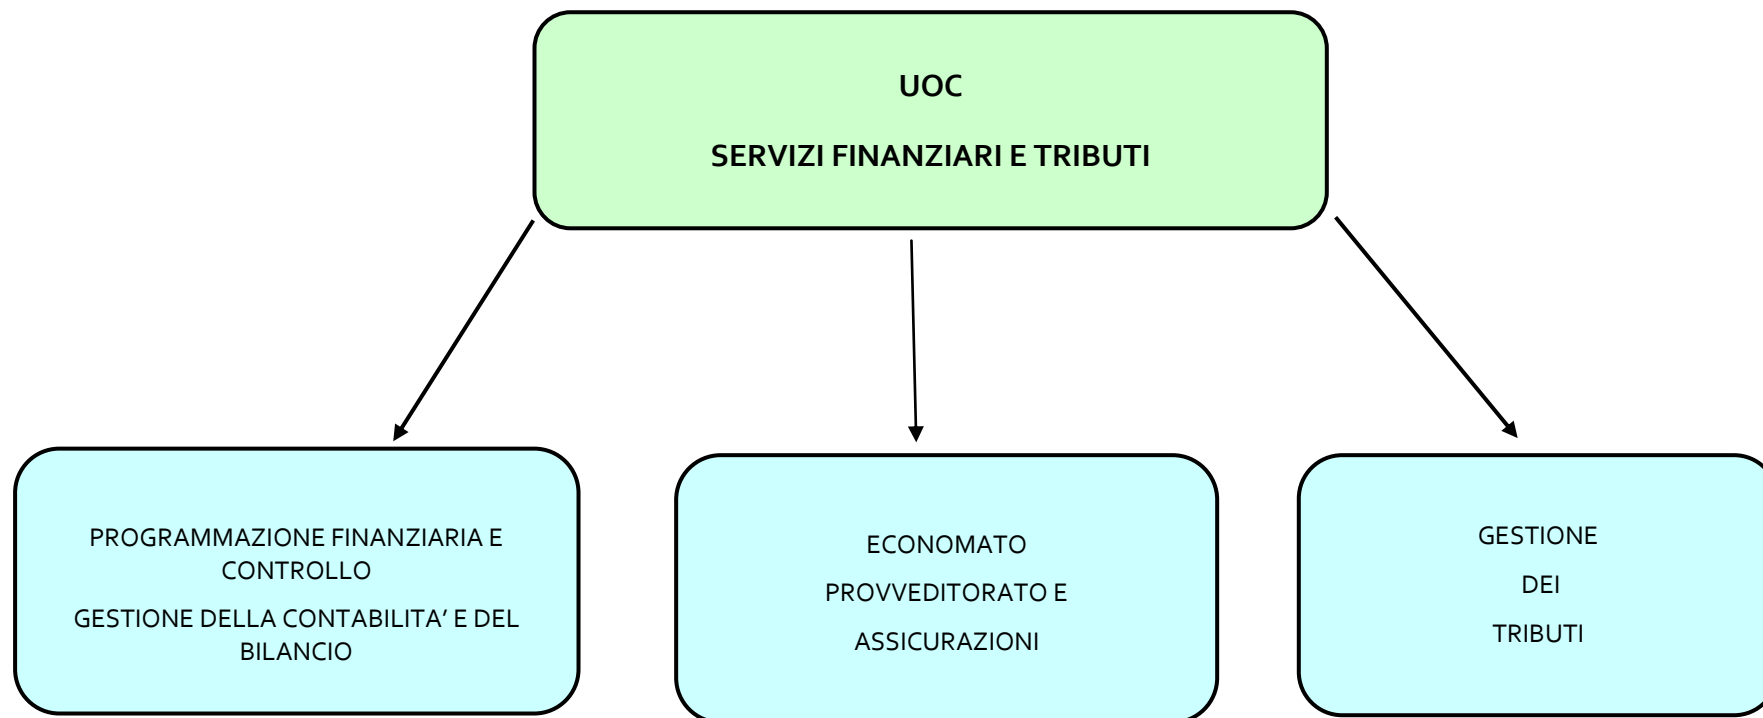 UOC
SERVIZI FINANZIARI E TRIBUTI
PROGRAMMAZIONE FINANZIARIA E
CONTROLLO
GESTIONE DELLA CONTABILITA’ E DEL
BILANCIO
ECONOMATO
PROVVEDITORATO E
ASSICURAZIONI
GESTIONE
DEI
TRIBUTI